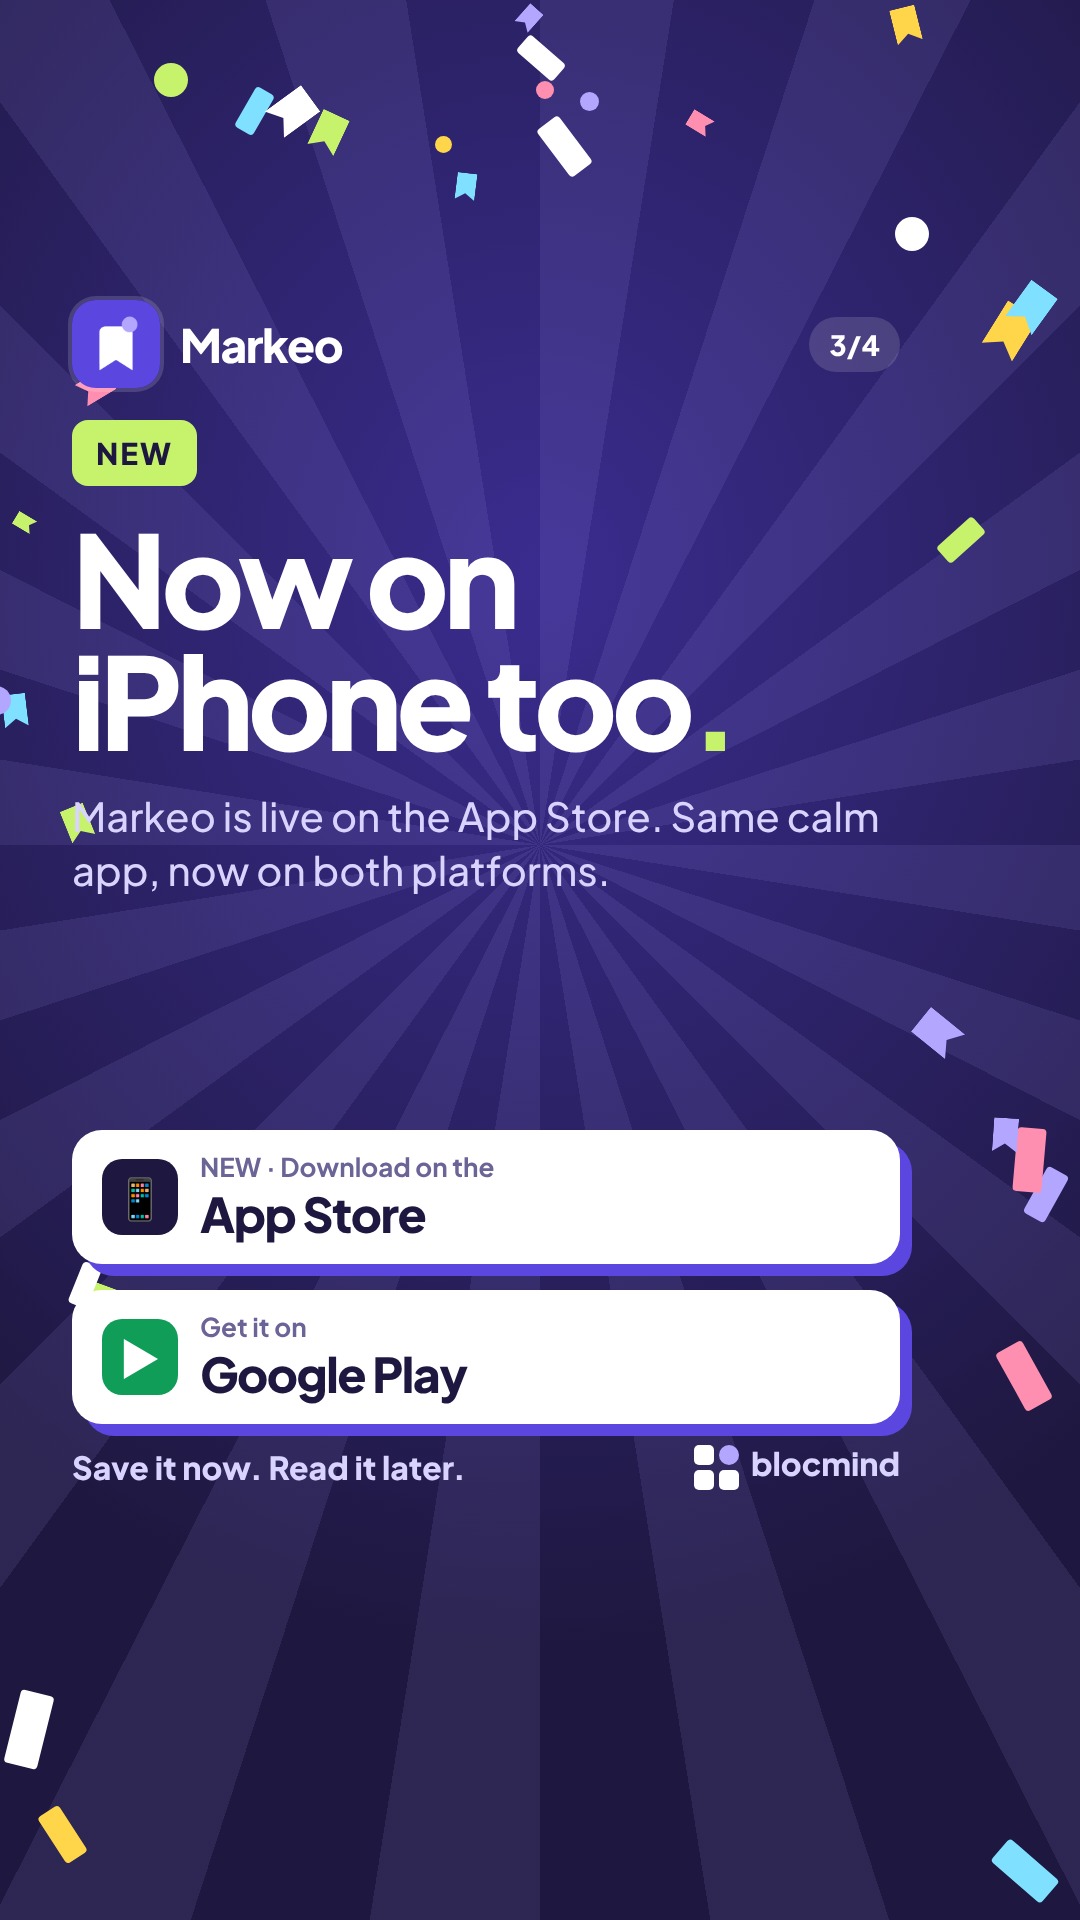 Markeo
3/4
NEW
Now on
iPhone too.
Markeo is live on the App Store. Same calm
app, now on both platforms.
NEW · Download on the
App Store
Get it on
Google Play
Save it now. Read it later.
blocmind